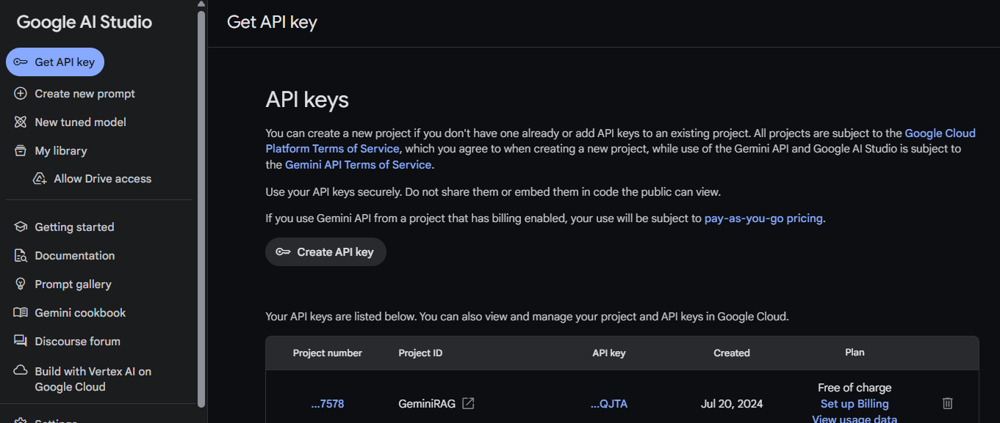 Google AI Studio
Get API key
Create new prompt
New tuned model
My library
Allow Drive access
Getting started
Documentation
Prompt gallery
Gemini cookbook
Discourse forum
Build with Vertex AI on
Google Cloud
Settings
Get API key
API keys
You can create a new project if you don't have one already or add API keys to an existing project. All projects are subject to the Google Cloud
Platform Terms of Service, which you agree to when creating a new project, while use of the Gemini API and Google AI Studio is subject to
the Gemini API Terms of Service.
Use your API keys securely. Do not share them or embed them in code the public can view.
If you use Gemini API from a project that has billing enabled, your use will be subject to pay-as-you-go pricing.
Create API key
Your API keys are listed below. You can also view and manage your project and API keys in Google Cloud.
Project number Project ID API key Created Plan
...7578 GeminiRAG ...QJTA Jul 20, 2024 Free of charge
Set up Billing
View usage data